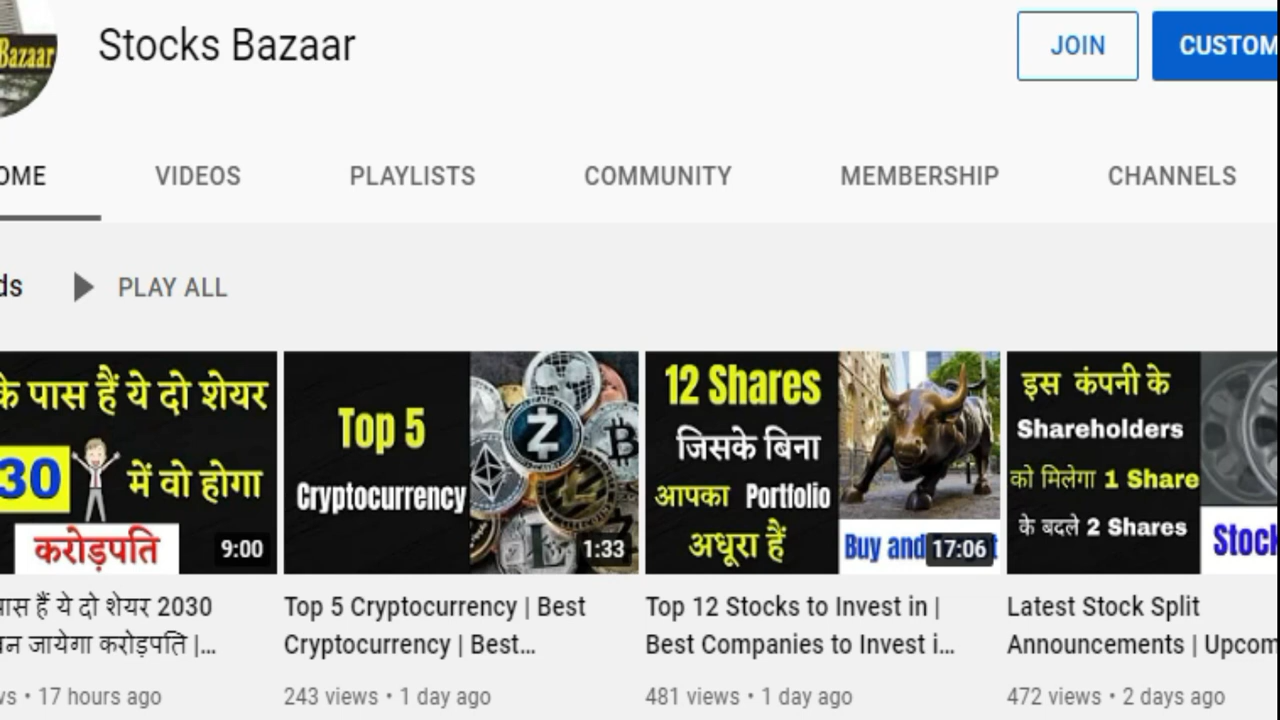 Bazaar
Stocks Bazaar
JOIN
CUSTOM
OME
VIDEOS
PLAYLISTS
COMMUNITY
MEMBERSHIP
CHANNELS
ds
PLAY ALL
के पास हैं ये दो शेयर
30 में वो होगा
करोड़पति
9:00
Top 5
Cryptocurrency
1:33
12 Shares
जिसके बिना
आपका Portfolio
अधूरा हैं
Buy and
17:06
इस कंपनी के
Shareholders
को मिलेगा 1 Share
के बदले 2 Shares
Stock
पास हैं ये दो शेयर 2030
बन जायेगा करोड़पति |...
ws • 17 hours ago
Top 5 Cryptocurrency | Best
Cryptocurrency | Best...
243 views • 1 day ago
Top 12 Stocks to Invest in |
Best Companies to Invest i...
481 views • 1 day ago
Latest Stock Split
Announcements | Upcom
472 views • 2 days ago